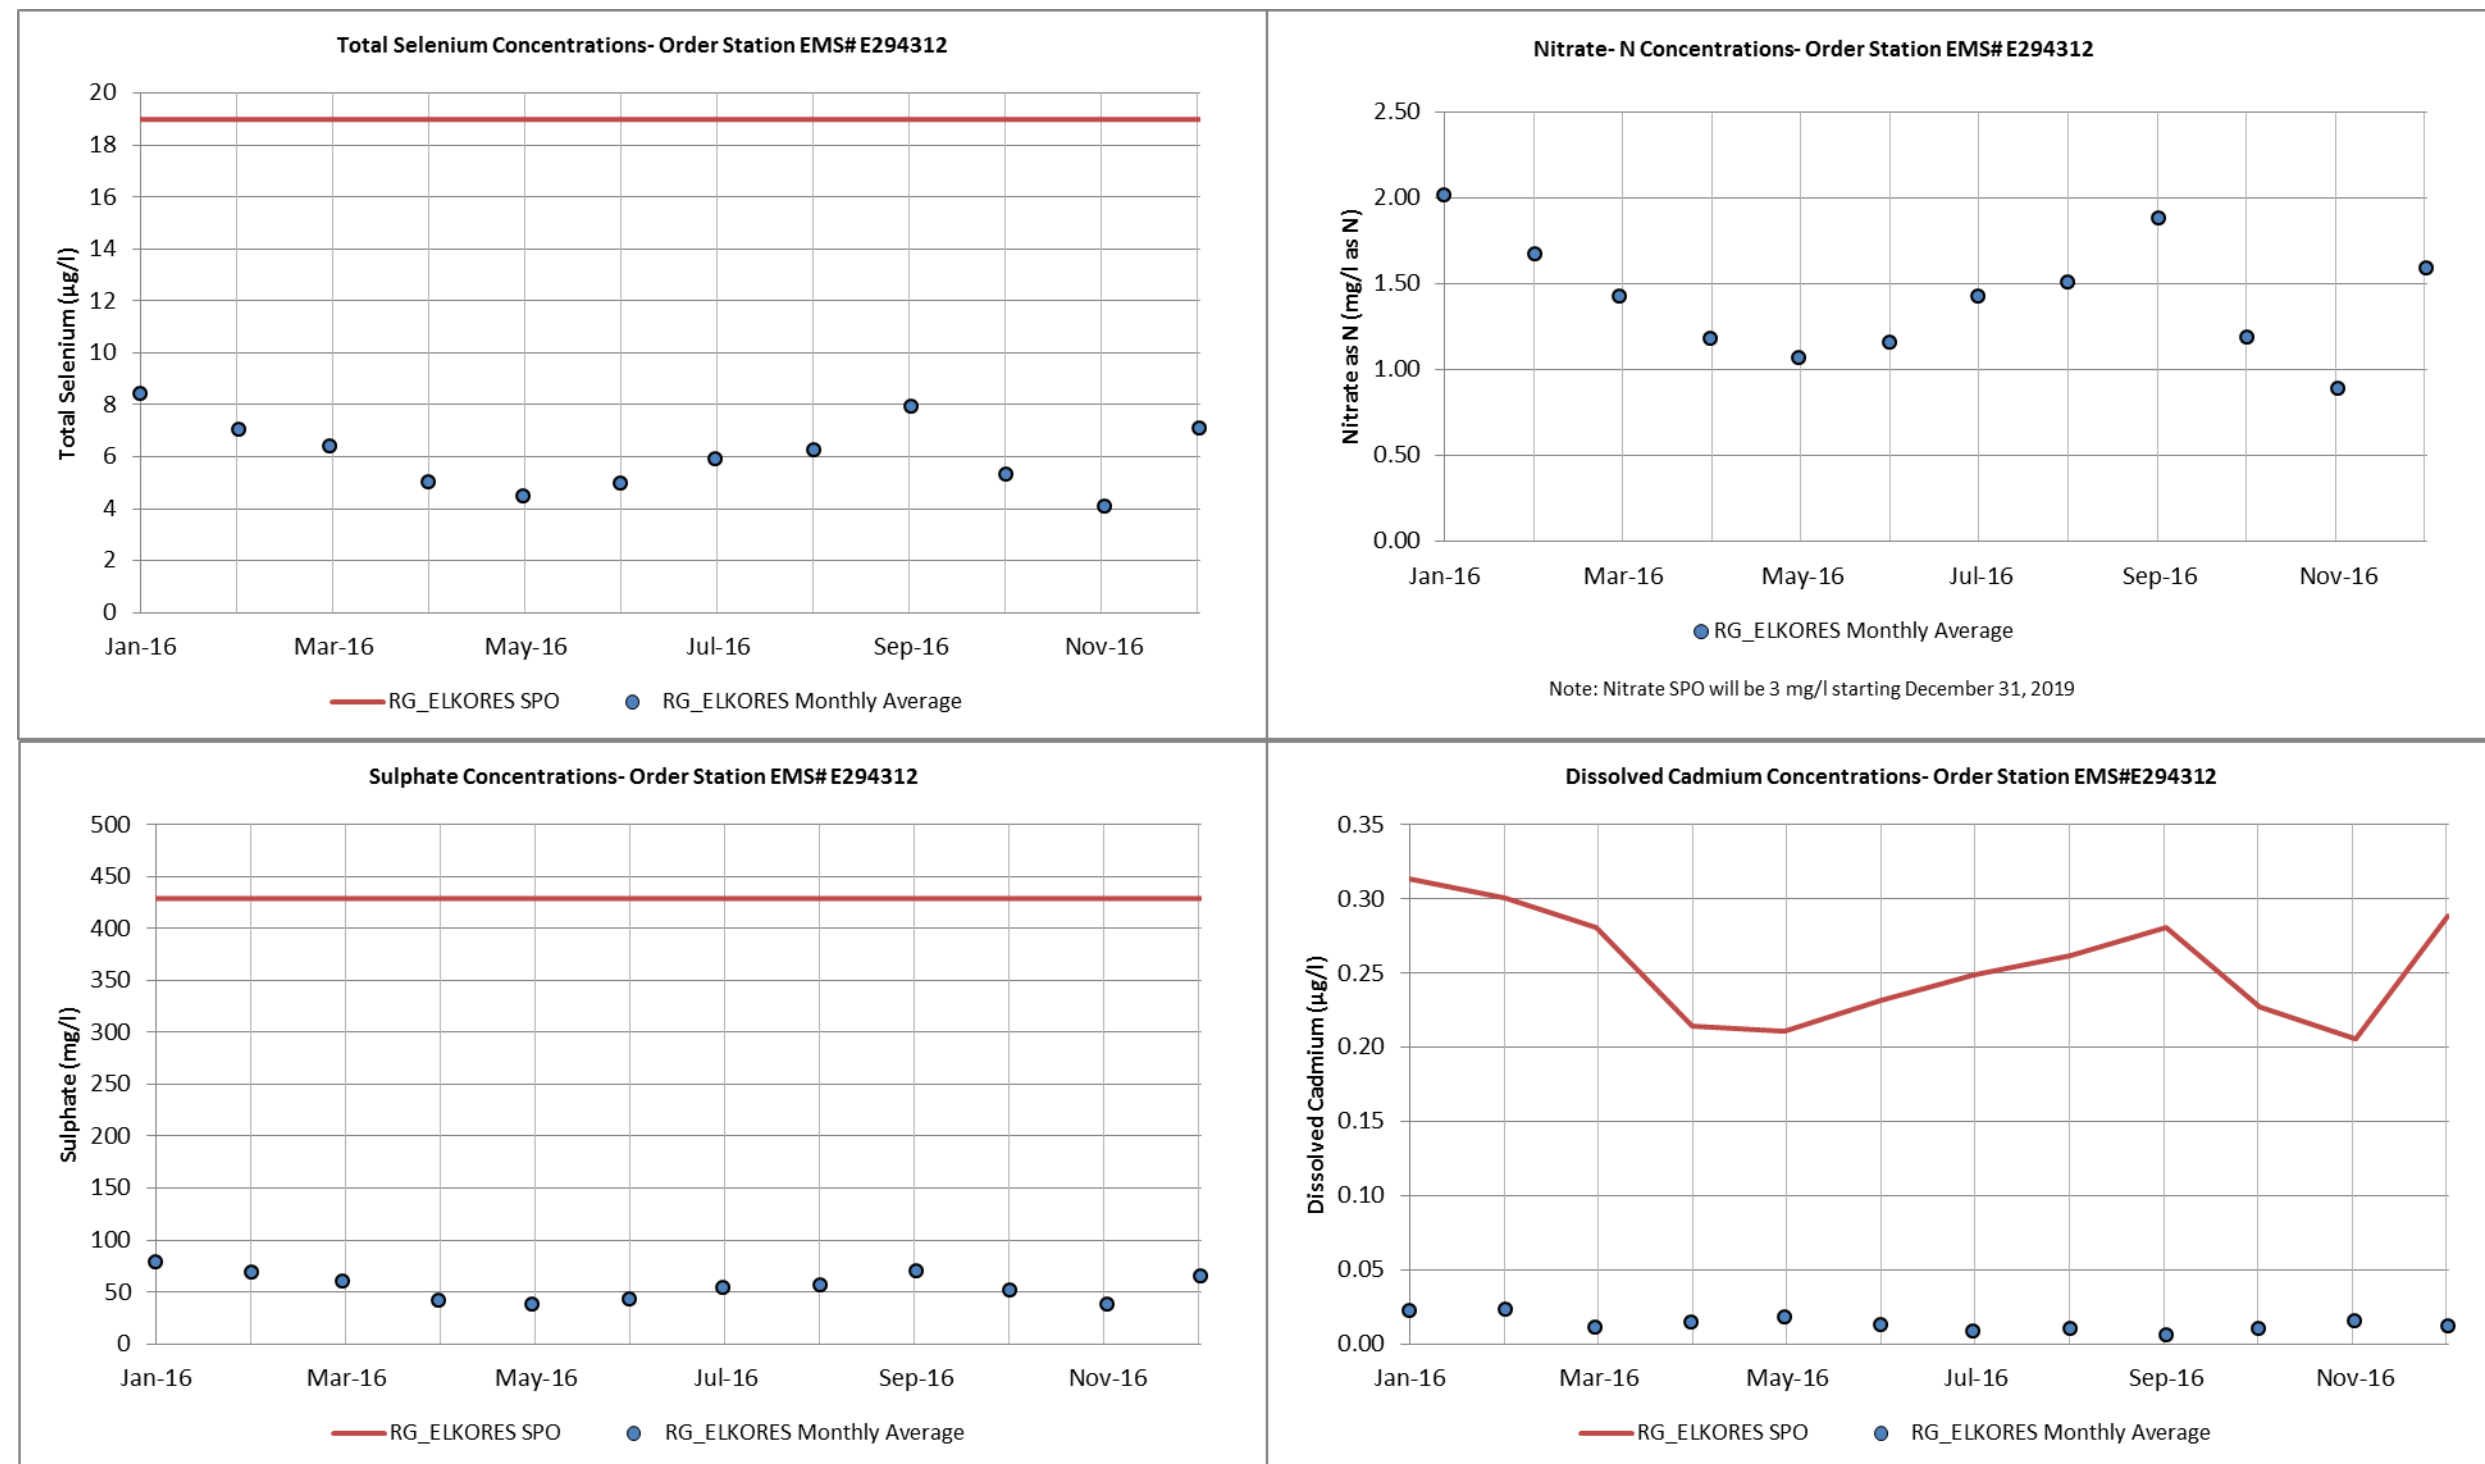 Total Selenium Concentrations- Order Station EMS# E294312
20
18
16
14
12
10
8
6
4
2
0
Total Selenium (µg/l)
Jan-16 Mar-16 May-16 Jul-16 Sep-16 Nov-16
RG_ELKORES SPO RG_ELKORES Monthly Average
Nitrate- N Concentrations- Order Station EMS# E294312
2.50
2.00
1.50
1.00
0.50
0.00
Nitrate as N (mg/l as N)
Jan-16 Mar-16 May-16 Jul-16 Sep-16 Nov-16
RG_ELKORES Monthly Average
Note: Nitrate SPO will be 3 mg/l starting December 31, 2019
Sulphate Concentrations- Order Station EMS# E294312
500
450
400
350
300
250
200
150
100
50
0
Sulphate (mg/l)
Jan-16 Mar-16 May-16 Jul-16 Sep-16 Nov-16
RG_ELKORES SPO RG_ELKORES Monthly Average
Dissolved Cadmium Concentrations- Order Station EMS#E294312
0.35
0.30
0.25
0.20
0.15
0.10
0.05
0.00
Dissolved Cadmium (µg/l)
Jan-16 Mar-16 May-16 Jul-16 Sep-16 Nov-16
RG_ELKORES SPO RG_ELKORES Monthly Average